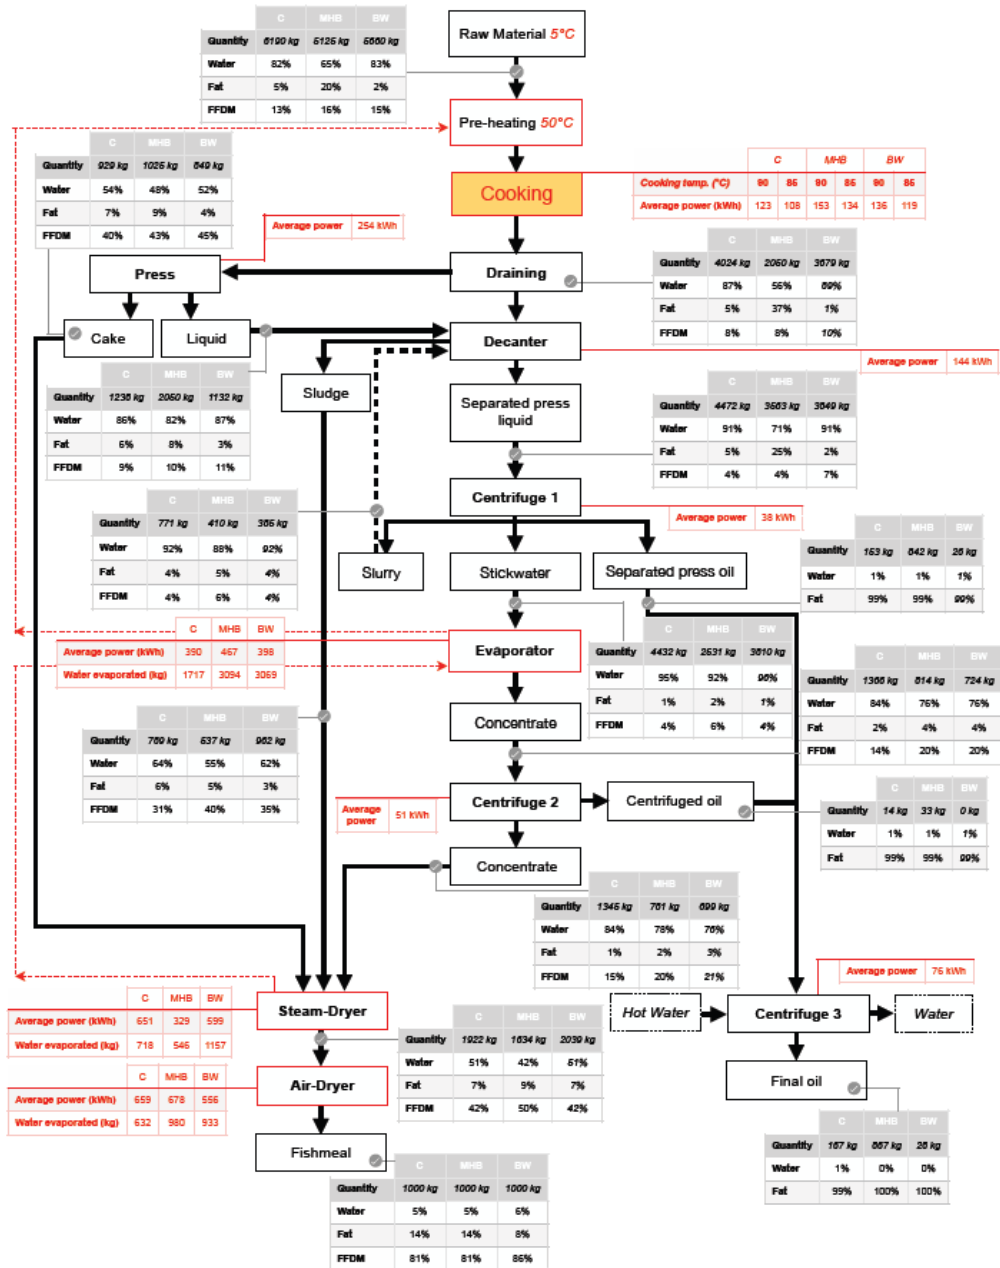 C MHB BW
Quantity 6190 kg 5125 kg 5660 kg
Water 82% 65% 83%
Fat 5% 20% 2%
FFDM 13% 16% 15%
Raw Material 5°C
Pre-heating 50°C
Cooking
C MHB BW
Cooking temp. (°C) 90 85 90 85 90 85
Average power (kWh) 123 108 153 134 136 119
C MHB BW
Quantity 929 kg 1025 kg 849 kg
Water 54% 48% 52%
Fat 7% 9% 4%
FFDM 40% 43% 45%
Average power 254 kWh
Press
Draining
C MHB BW
Quantity 4024 kg 2050 kg 3679 kg
Water 87% 56% 89%
Fat 5% 37% 1%
FFDM 8% 8% 10%
Cake
Liquid
Decanter
Average power 144 kWh
C MHB BW
Quantity 1236 kg 2050 kg 1132 kg
Water 86% 82% 87%
Fat 6% 8% 3%
FFDM 9% 10% 11%
Sludge
Separated press
liquid
C MHB BW
Quantity 4472 kg 3563 kg 3649 kg
Water 91% 71% 91%
Fat 5% 25% 2%
FFDM 4% 4% 7%
Centrifuge 1
Average power 38 kWh
C MHB BW
Quantity 771 kg 410 kg 365 kg
Water 92% 88% 92%
Fat 4% 5% 4%
FFDM 4% 6% 4%
Slurry
Stickwater
Separated press oil
C MHB BW
Quantity 153 kg 842 kg 26 kg
Water 1% 1% 1%
Fat 99% 99% 99%
C MHB BW
Average power (kWh) 390 467 398
Water evaporated (kg) 1717 3094 3069
Evaporator
C MHB BW
Quantity 4432 kg 2631 kg 3610 kg
Water 95% 92% 96%
Fat 1% 2% 1%
FFDM 4% 6% 4%
C MHB BW
Quantity 1366 kg 814 kg 724 kg
Water 84% 76% 76%
Fat 2% 4% 4%
FFDM 14% 20% 20%
Concentrate
C MHB BW
Quantity 769 kg 537 kg 962 kg
Water 64% 55% 62%
Fat 6% 5% 3%
FFDM 31% 40% 35%
Average
power 51 kWh
Centrifuge 2
Centrifuged oil
C MHB BW
Quantity 14 kg 33 kg 0 kg
Water 1% 1% 1%
Fat 99% 99% 99%
Concentrate
C MHB BW
Quantity 1345 kg 761 kg 699 kg
Water 84% 78% 76%
Fat 1% 2% 3%
FFDM 15% 20% 21%
Average power 76 kWh
C MHB BW
Average power (kWh) 651 329 599
Water evaporated (kg) 718 546 1157
Steam-Dryer
Hot Water
Centrifuge 3
Water
C MHB BW
Quantity 1922 kg 1634 kg 2039 kg
Water 51% 42% 51%
Fat 7% 9% 7%
FFDM 42% 50% 42%
C MHB BW
Average power (kWh) 659 678 556
Water evaporated (kg) 632 980 933
Air-Dryer
Final oil
Fishmeal
C MHB BW
Quantity 1000 kg 1000 kg 1000 kg
Water 5% 5% 6%
Fat 14% 14% 8%
FFDM 81% 81% 86%
C MHB BW
Quantity 167 kg 867 kg 26 kg
Water 1% 0% 0%
Fat 99% 100% 100%